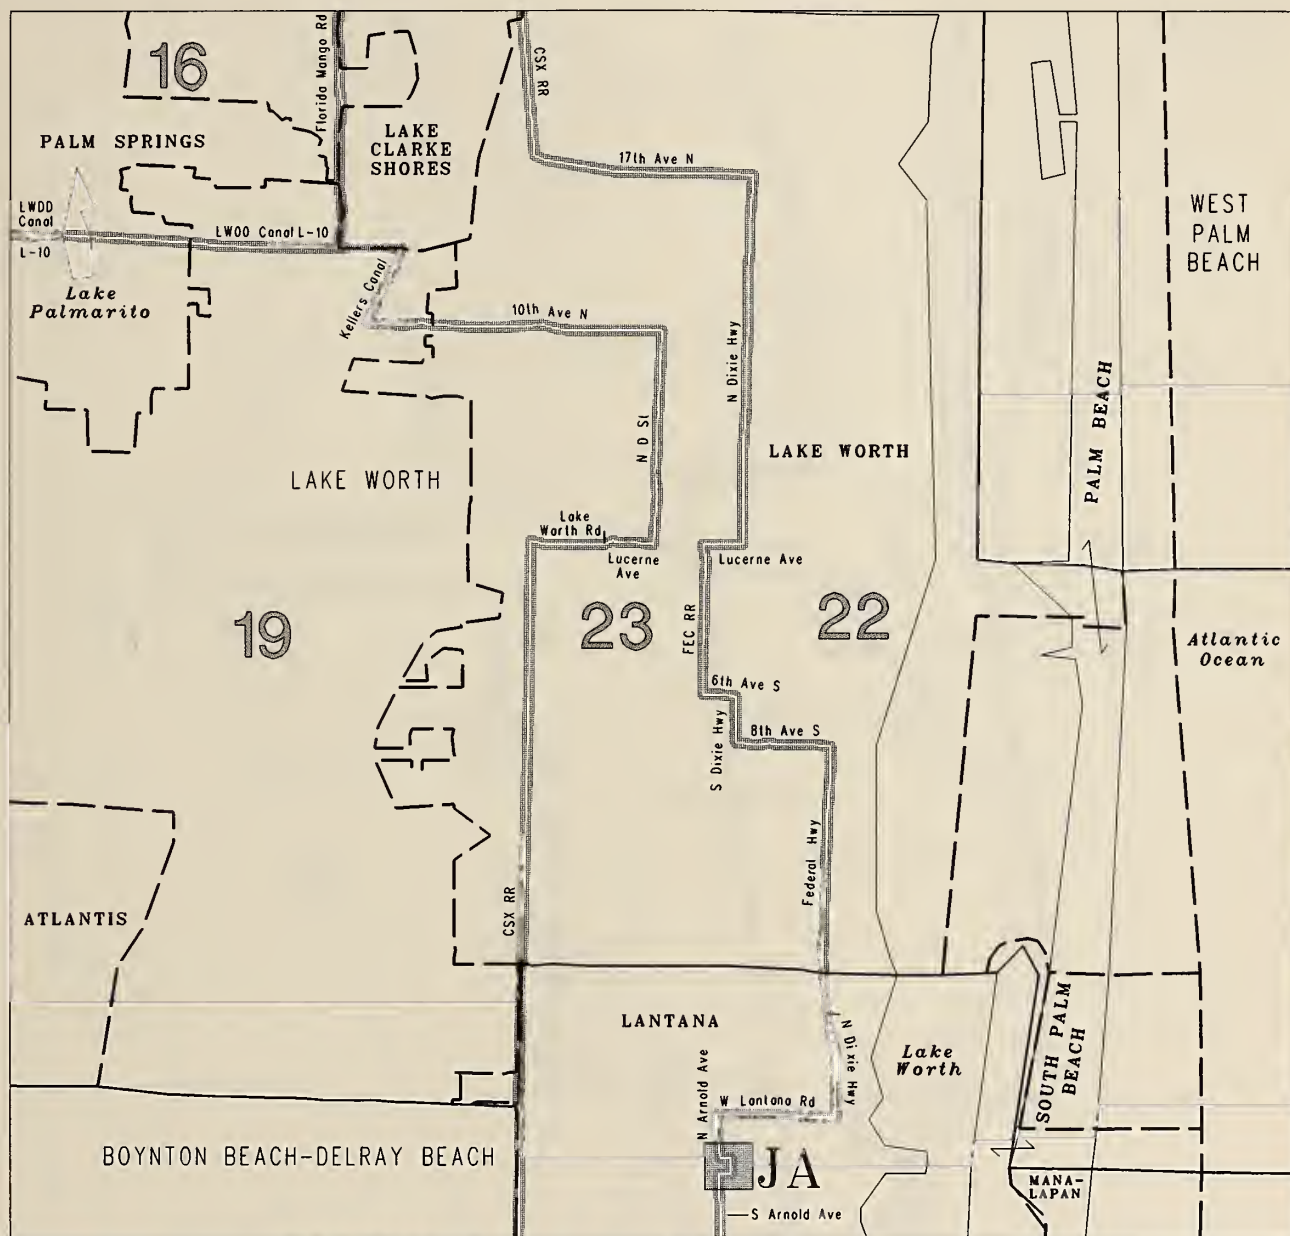 16
Florida Mango Rd
CSX RR
PALM SPRINGS
LAKE
CLARKE
SHORES
17th Ave N
LWDD
Canal
L-10
LWDD Canal L-10
WEST
PALM
BEACH
Lake
Palmarito
Kellers Canal
10th Ave N
N Dixie Hwy
PALM BEACH
N D St
LAKE WORTH
LAKE WORTH
Lake
Worth Rd
Lucerne
Ave
Lucerne Ave
19
23
22
FEC RR
Atlantic
Ocean
6th Ave S
S Dixie Hwy
8th Ave S
Federal Hwy
CSX RR
ATLANTIS
LANTANA
N Dixie Hwy
Lake
Worth
SOUTH PALM
BEACH
N Arnold Ave
W Lantana Rd
BOYNTON BEACH-DELRAY BEACH
JA
MANA-
LAPAN
S Arnold Ave